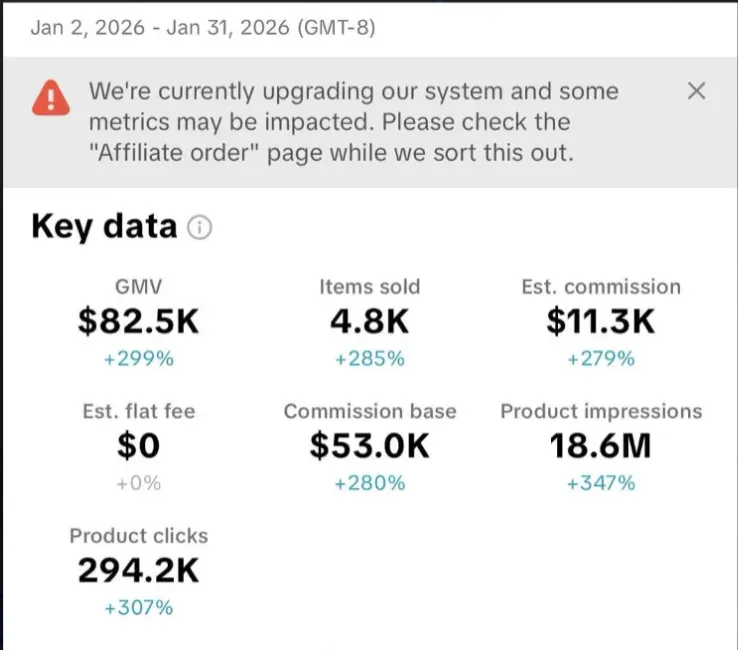 Jan 2, 2026 - Jan 31, 2026 (GMT-8)
We're currently upgrading our system and some
metrics may be impacted. Please check the
"Affiliate order" page while we sort this out.
Key data
GMV
$82.5K
+299%
Items sold
4.8K
+285%
Est. commission
$11.3K
+279%
Est. flat fee
$0
+0%
Commission base
$53.0K
+280%
Product impressions
18.6M
+347%
Product clicks
294.2K
+307%